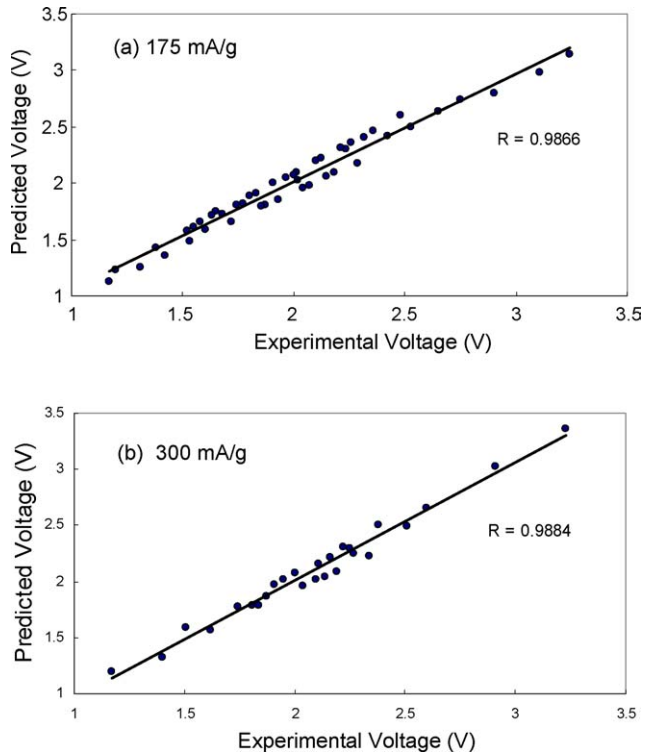 3.5
(a) 175 mA/g
3
2.5
R = 0.9866
2
1.5
1
1 1.5 2 2.5 3 3.5
Predicted Voltage (V)
Experimental Voltage (V)
3.5
(b) 300 mA/g
3
2.5
R = 0.9884
2
1.5
1
1 1.5 2 2.5 3 3.5
Predicted Voltage (V)
Experimental Voltage (V)